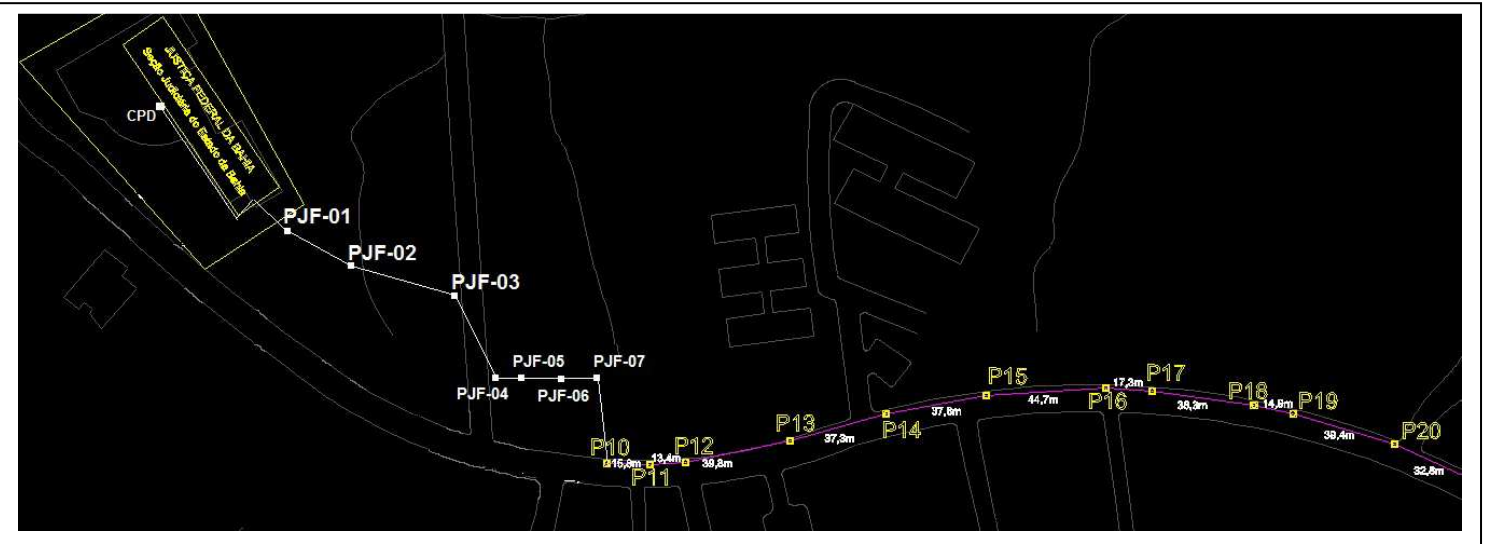 JUSTIÇA FEDERAL DA BAHIA
Seção Judiciária do Estado da Bahia
CPD
PJF-01
PJF-02
PJF-03
PJF-04
PJF-05
PJF-06
PJF-07
P10
15,8m
P11
13,4m
P12
39,8m
P13
37,3m
P14
37,8m
P15
44,7m
P16
17,3m
P17
38,3m
P18
14,9m
P19
39,4m
P20
32,8m